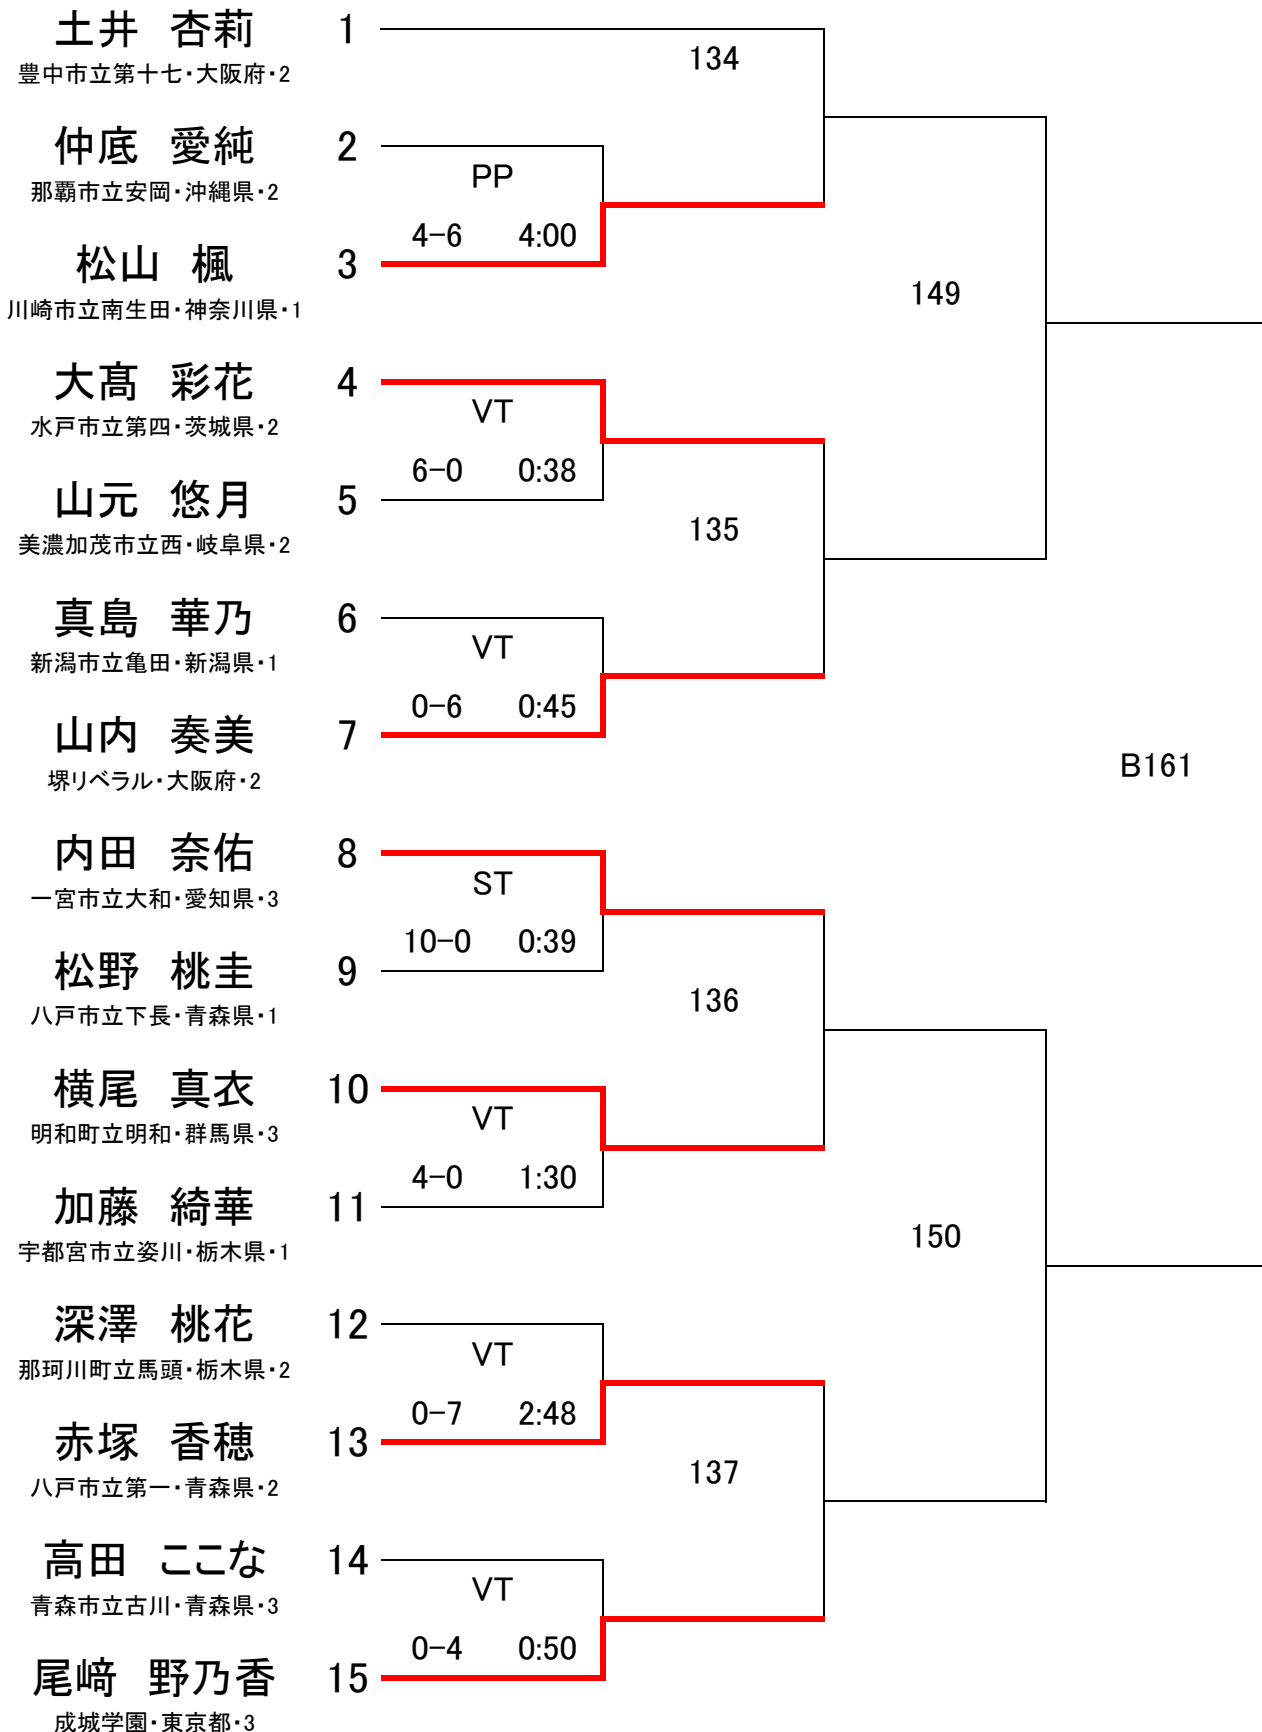 土井　杏莉 1
豊中市立第十七・大阪府・2
134
仲底　愛純 2
那覇市立安岡・沖縄県・2
PP
4-6 4:00
松山　楓 3
川崎市立南生田・神奈川県・1
149
大髙　彩花 4
水戸市立第四・茨城県・2
VT
6-0 0:38
山元　悠月 5
美濃加茂市立西・岐阜県・2
135
真島　華乃 6
新潟市立亀田・新潟県・1
VT
0-6 0:45
山内　奏美 7
堺リベラル・大阪府・2
B161
内田　奈佑 8
一宮市立大和・愛知県・3
ST
10-0 0:39
松野　桃圭 9
八戸市立下長・青森県・1
136
横尾　真衣 10
明和町立明和・群馬県・3
VT
4-0 1:30
加藤　綺華 11
宇都宮市立姿川・栃木県・1
150
深澤　桃花 12
那珂川町立馬頭・栃木県・2
VT
0-7 2:48
赤塚　香穂 13
八戸市立第一・青森県・2
137
高田　ここな 14
青森市立古川・青森県・3
VT
0-4 0:50
尾﨑　野乃香 15
成城学園・東京都・3